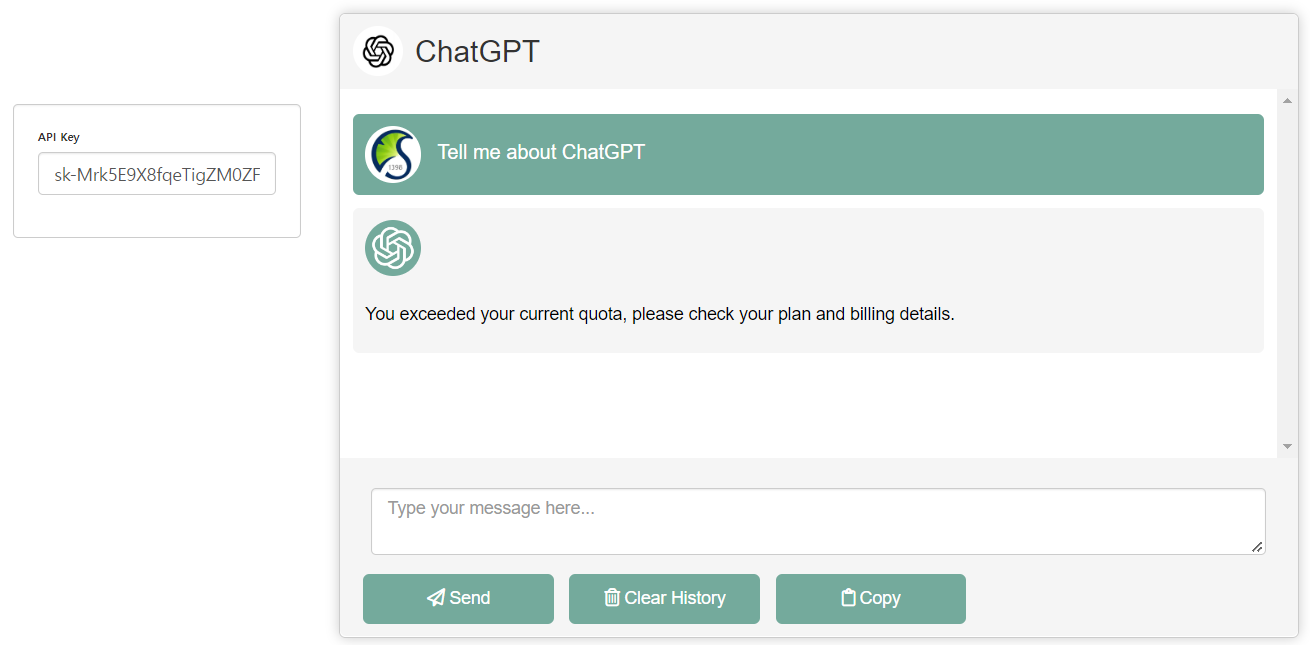 ChatGPT
API Key
sk-Mrk5E9X8fqeTigZM0ZF
1398
Tell me about ChatGPT
You exceeded your current quota, please check your plan and billing details.
Type your message here...
Send
Clear History
Copy